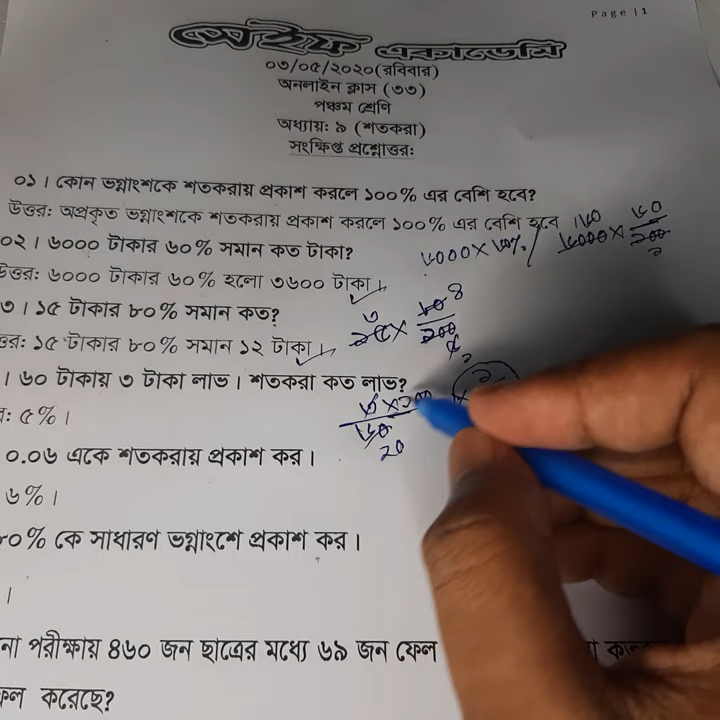 Page | 1
সেইফ একাডেমি
০৩/০৫/২০২০(রবিবার)
অনলাইন ক্লাস (৩৩)
পঞ্চম শ্রেণি
অধ্যায়: ৯ (শতকরা)
সংক্ষিপ্ত প্রশ্নোত্তর:
০১। কোন ভগ্নাংশকে শতকরায় প্রকাশ করলে ১০০% এর বেশি হবে?
উত্তর: অপ্রকৃত ভগ্নাংশকে শতকরায় প্রকাশ করলে ১০০% এর বেশি হবে
০২। ৬০০০ টাকার ৬০% সমান কত টাকা?
উত্তর: ৬০০০ টাকার ৬০% হলো ৩৬০০ টাকা।
৩। ১৫ টাকার ৮০% সমান কত?
ত্তর: ১৫ টাকার ৮০% সমান ১২ টাকা।
। ৬০ টাকায় ৩ টাকা লাভ। শতকরা কত লাভ?
: ৫%।
০.০৬ একে শতকরায় প্রকাশ কর।
৬%।
৮০% কে সাধারণ ভগ্নাংশে প্রকাশ কর।
।
না পরীক্ষায় ৪৬০ জন ছাত্রের মধ্যে ৬৯ জন ফেল
ফল করেছে?